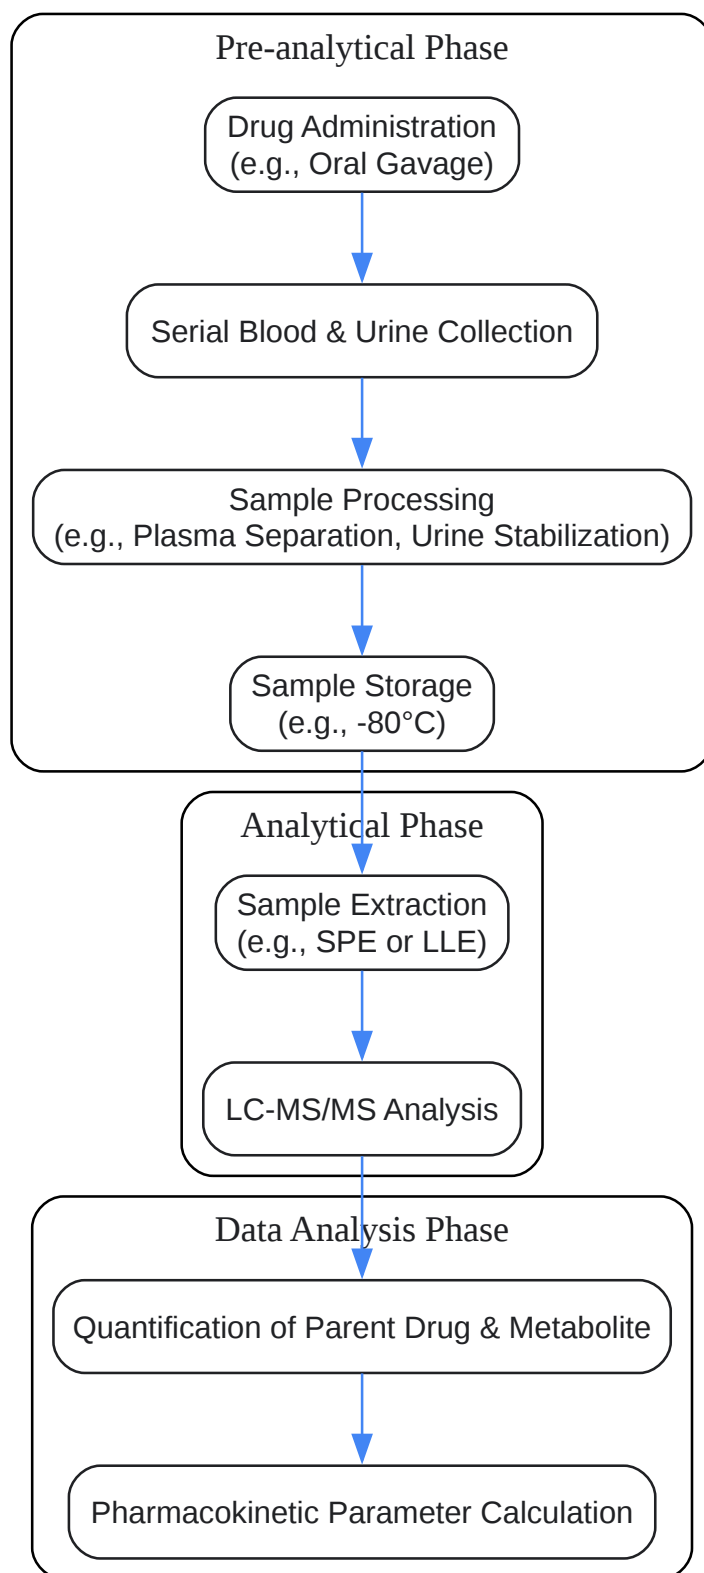 Pre-analytical Phase
Drug Administration
(e.g., Oral Gavage)
Serial Blood & Urine Collection
Sample Processing
(e.g., Plasma Separation, Urine Stabilization)
Sample Storage
(e.g., -80°C)
Analytical Phase
Sample Extraction
(e.g., SPE or LLE)
LC-MS/MS Analysis
Data Analysis Phase
Quantification of Parent Drug & Metabolite
Pharmacokinetic Parameter Calculation